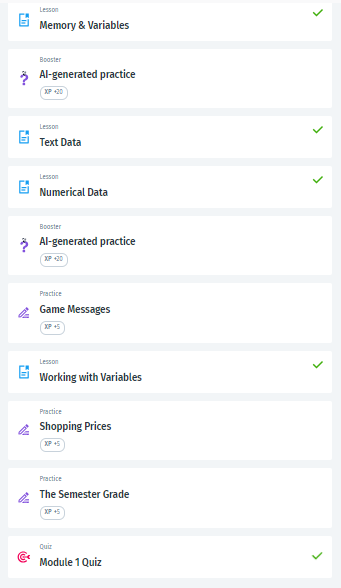 Lesson
Memory & Variables
Booster
AI-generated practice
XP +20
Lesson
Text Data
Lesson
Numerical Data
Booster
AI-generated practice
XP +20
Practice
Game Messages
XP +5
Lesson
Working with Variables
Practice
Shopping Prices
XP +5
Practice
The Semester Grade
XP +5
Quiz
Module 1 Quiz